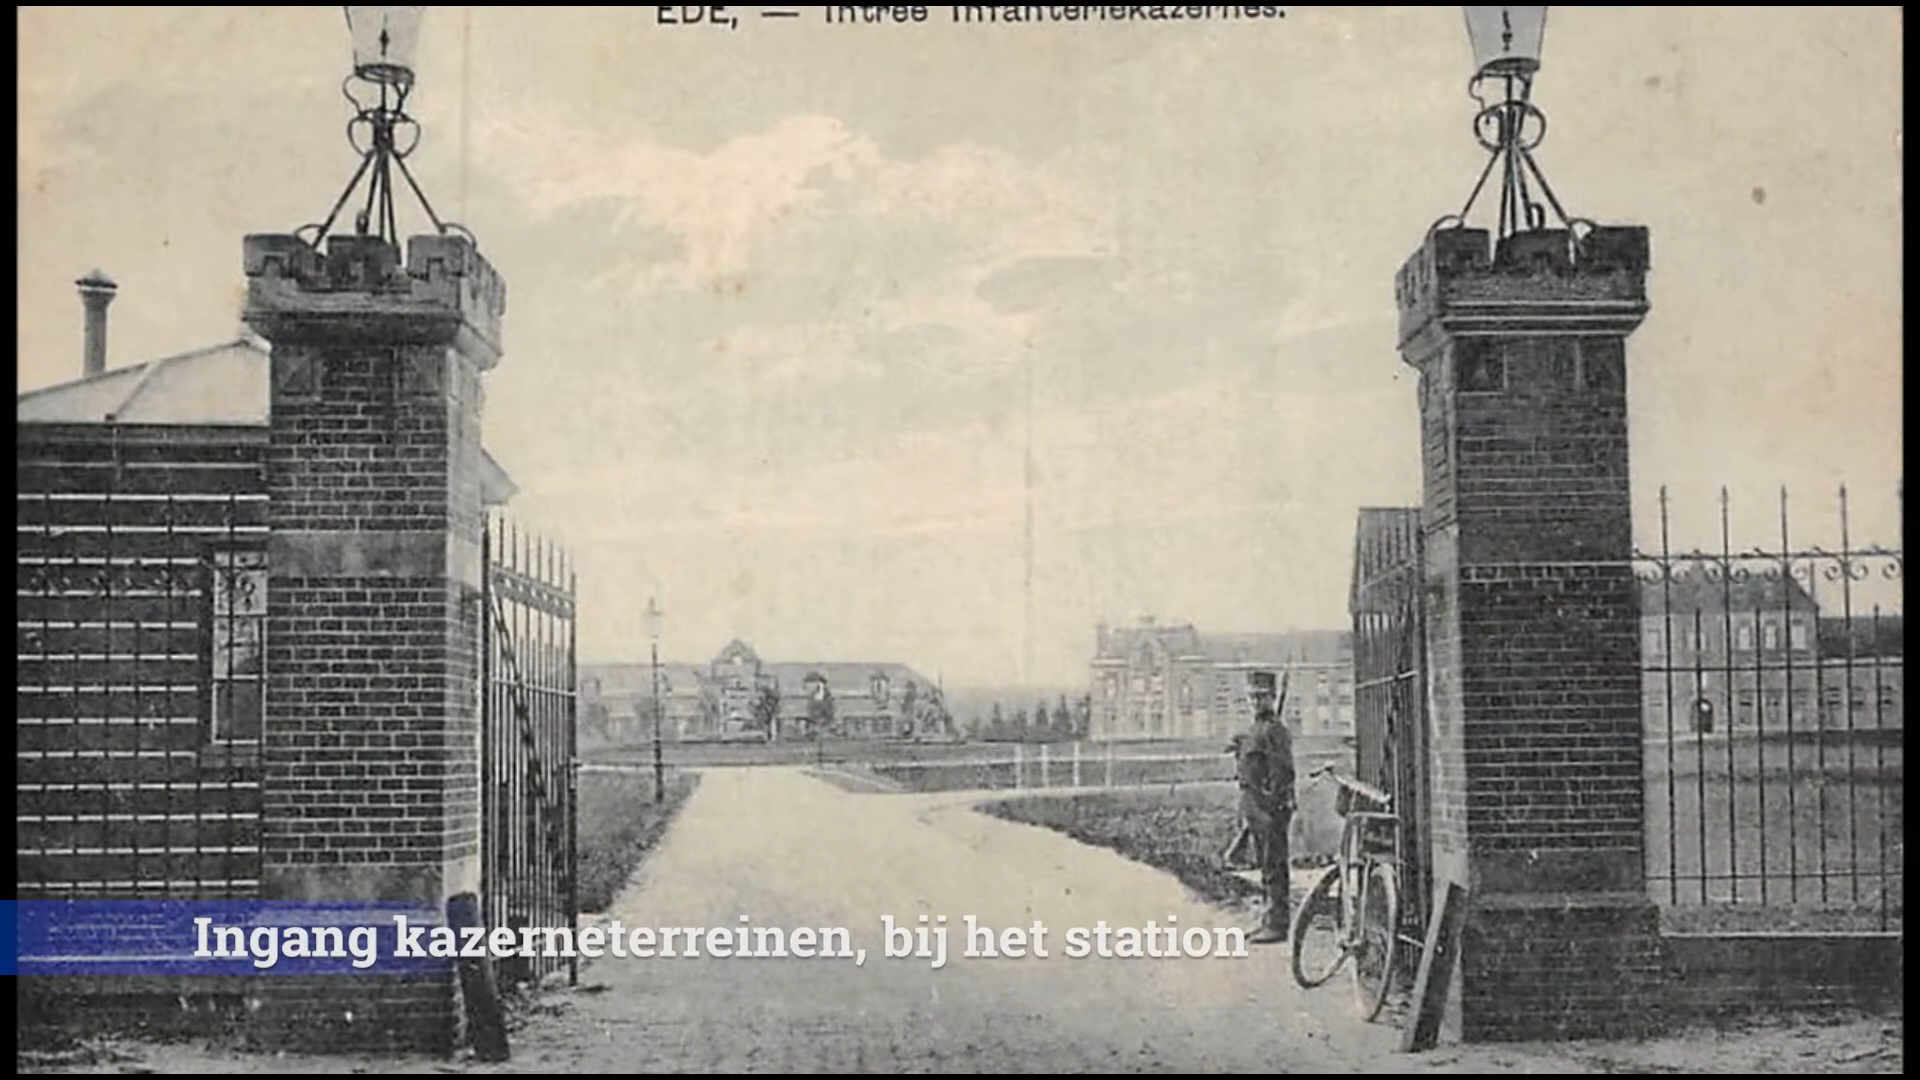 EDE, — Intree Infanteriekazernes.
Ingang kazerneterreinen, bij het station